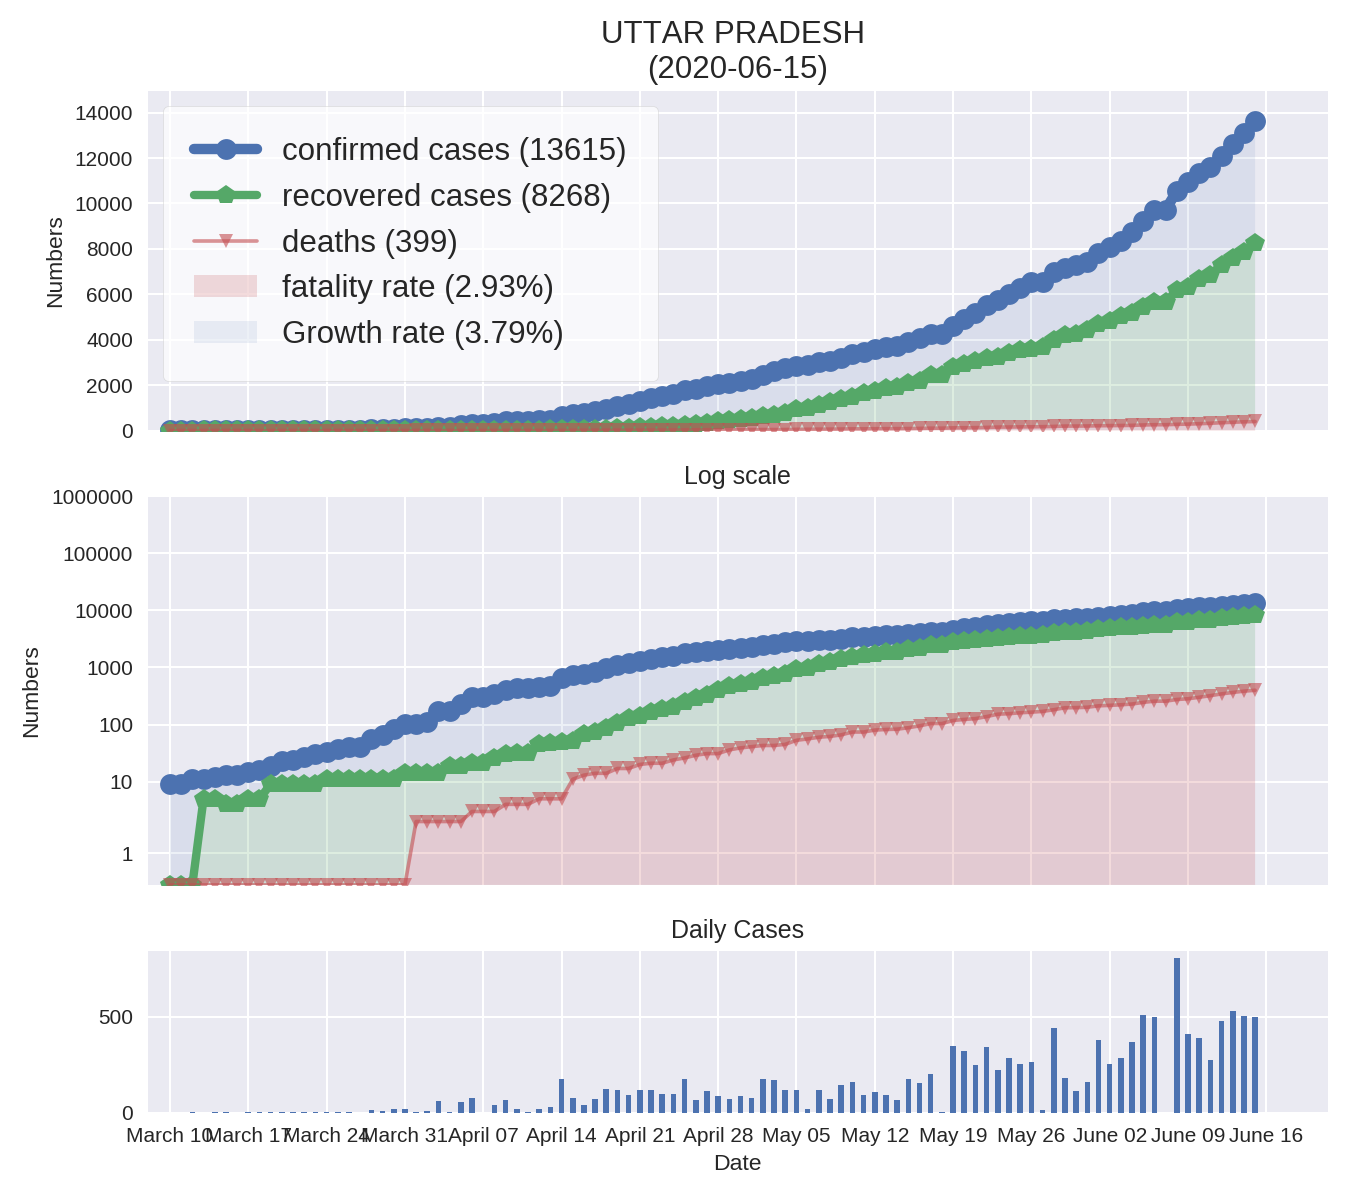 UTTAR PRADESH
(2020-06-15)
14000
12000
10000
8000
6000
4000
2000
0
Numbers
confirmed cases (13615)
recovered cases (8268)
deaths (399)
fatality rate (2.93%)
Growth rate (3.79%)
Log scale
1000000
100000
10000
1000
100
10
1
Numbers
Daily Cases
500
0
March 10 March 17 March 24 March 31 April 07 April 14 April 21 April 28 May 05 May 12 May 19 May 26 June 02 June 09 June 16
Date